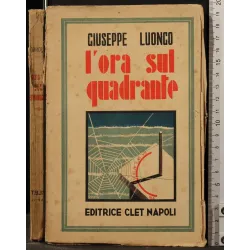 GIUSEPPE LUONGO
l'ora sul
quadrante
EDITRICE CLET NAPOLI